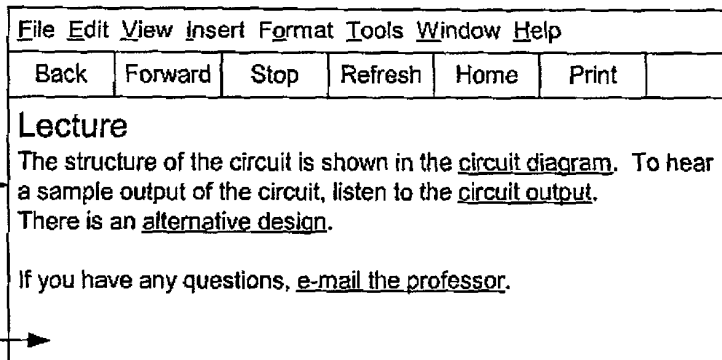 File Edit View Insert Format Tools Window Help
Back Forward Stop Refresh Home Print
Lecture
The structure of the circuit is shown in the circuit diagram. To hear
a sample output of the circuit, listen to the circuit output.
There is an alternative design.
If you have any questions, e-mail the professor.